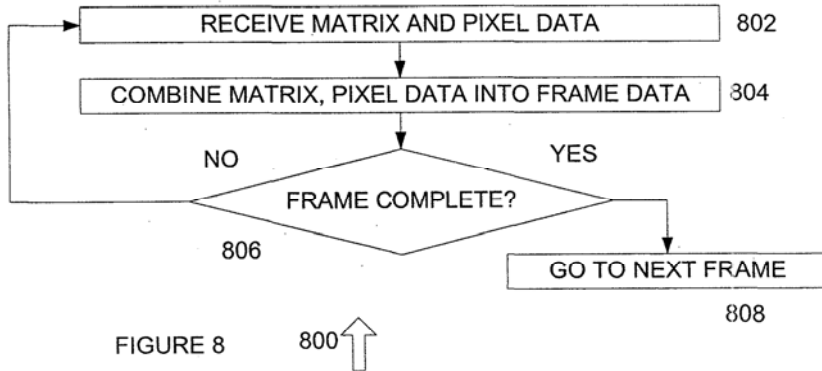 RECEIVE MATRIX AND PIXEL DATA 802
COMBINE MATRIX, PIXEL DATA INTO FRAME DATA 804
NO YES
FRAME COMPLETE?
806
GO TO NEXT FRAME
808
FIGURE 8 800